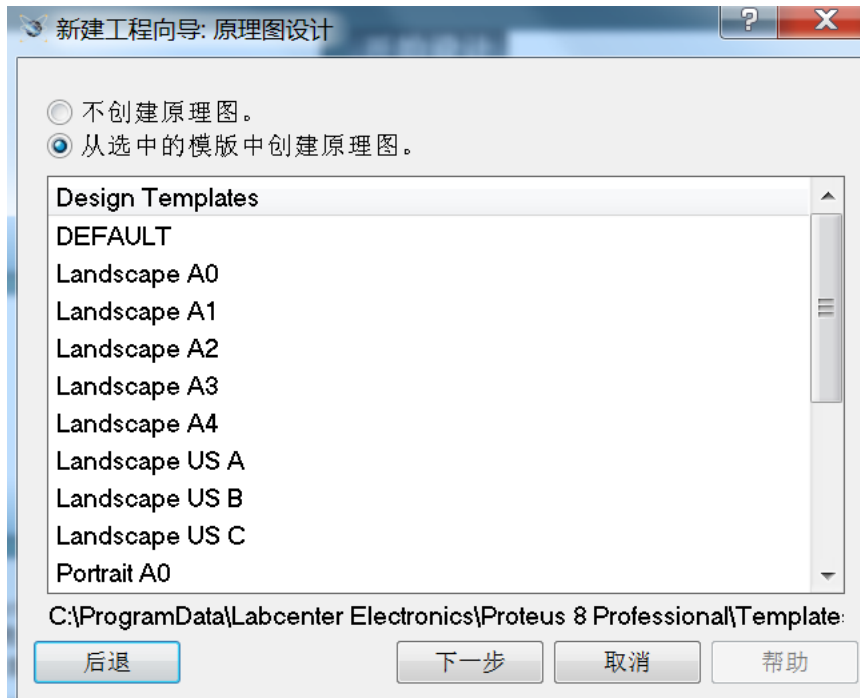 新建工程向导: 原理图设计
?
X
不创建原理图。
从选中的模版中创建原理图。
Design Templates
DEFAULT
Landscape A0
Landscape A1
Landscape A2
Landscape A3
Landscape A4
Landscape US A
Landscape US B
Landscape US C
Portrait A0
C:\ProgramData\Labcenter Electronics\Proteus 8 Professional\Template
后退 下一步 取消 帮助